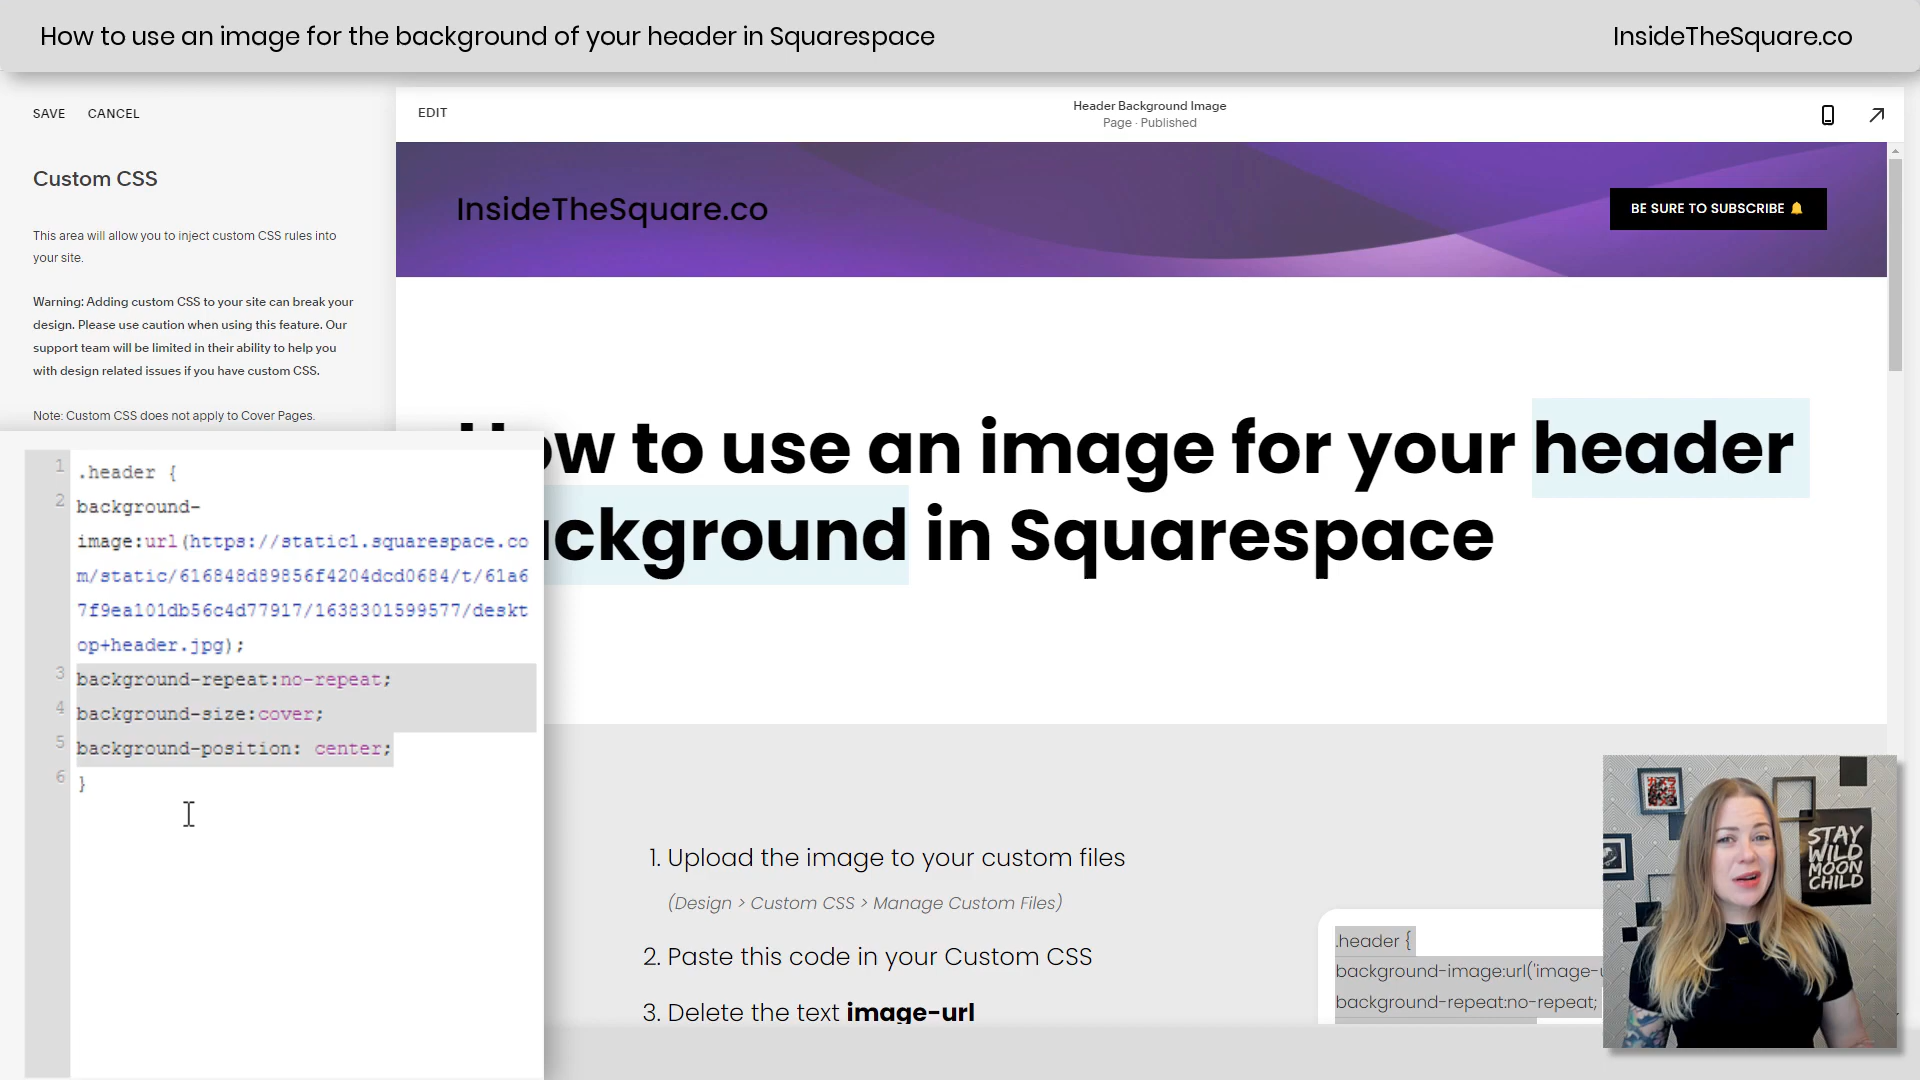 How to use an image for the background of your header in Squarespace
InsideTheSquare.co
SAVE CANCEL
EDIT
Header Background Image
Page · Published
Custom CSS
This area will allow you to inject custom CSS rules into
your site.
Warning: Adding custom CSS to your site can break your
design. Please use caution when using this feature. Our
support team will be limited in their ability to help you
with design related issues if you have custom CSS.
Note: Custom CSS does not apply to Cover Pages.
InsideTheSquare.co
BE SURE TO SUBSCRIBE 🔔
How to use an image for your header
ackground in Squarespace
1 .header {
2 background-
image:url(https://static1.squarespace.co
m/static/616848d89856f4204dcd0684/t/61a6
7f9ea101db56c4d77917/1638301599577/deskt
op+header.jpg);
3 background-repeat:no-repeat;
4 background-size:cover;
5 background-position: center;
6 }
1. Upload the image to your custom files
(Design > Custom CSS > Manage Custom Files)
2. Paste this code in your Custom CSS
3. Delete the text image-url
.header {
background-image:url('image-u
background-repeat:no-repeat;
STAY
WILD
MOON
CHILD